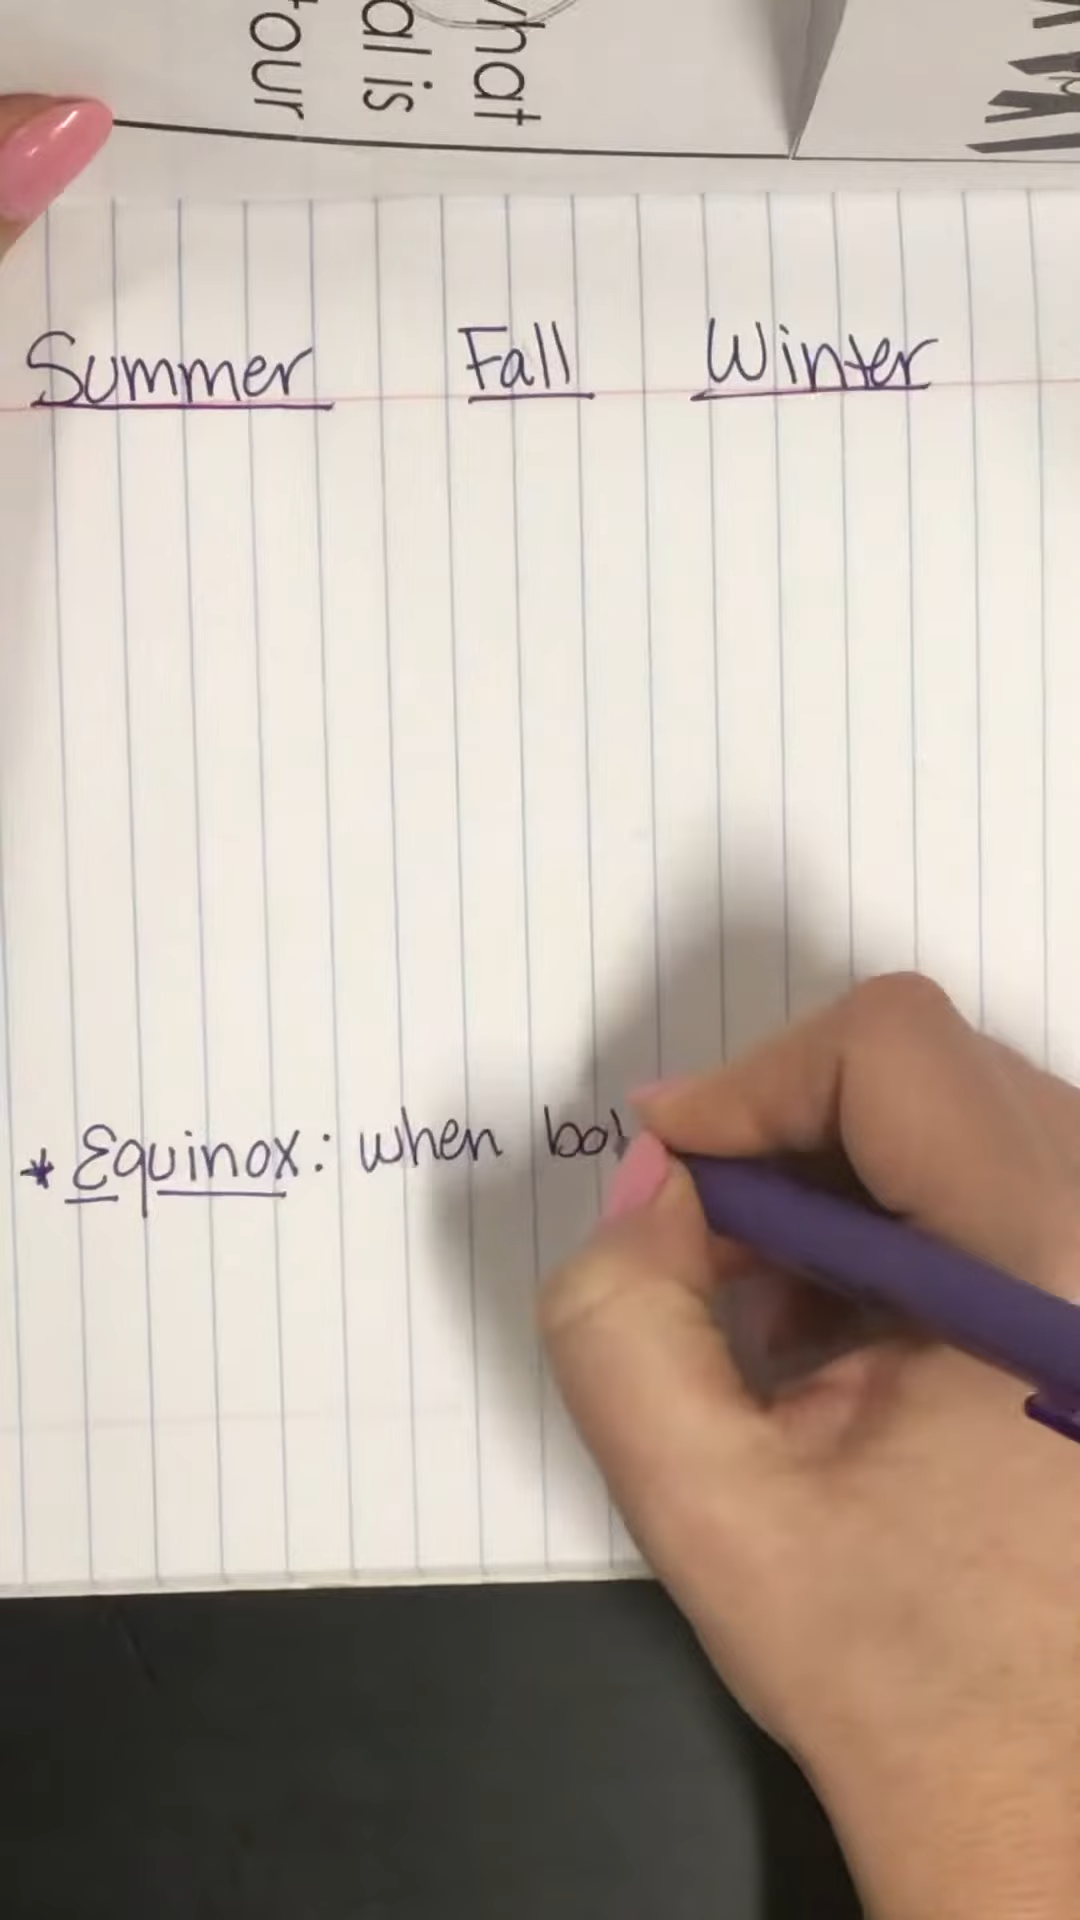 what
al is
four
Summer Fall Winter
* Equinox: when bo